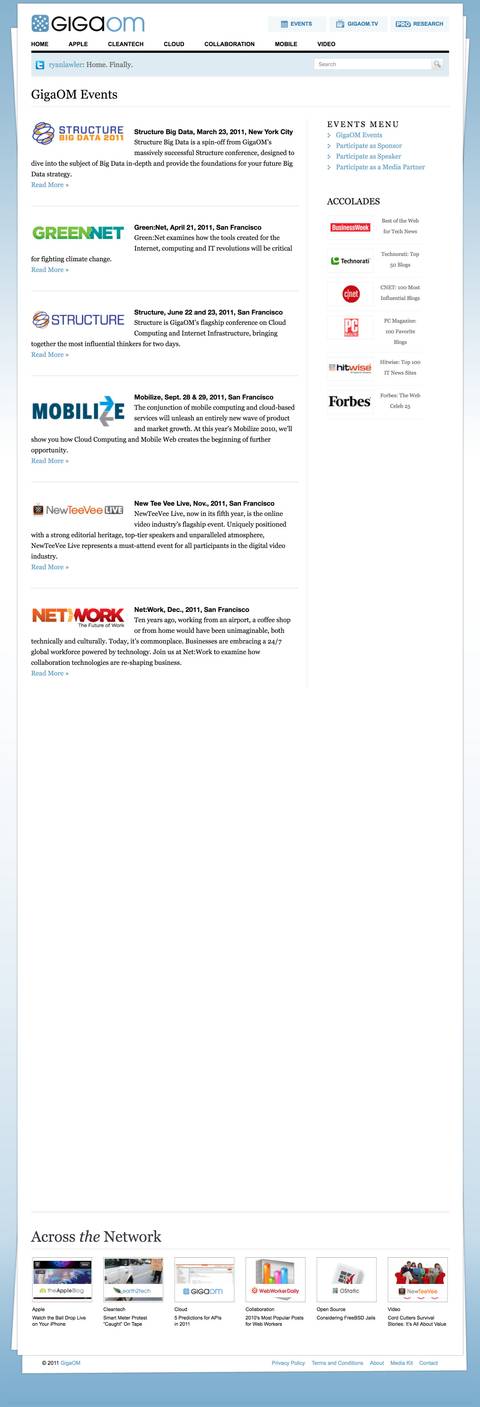 GIGAOM
EVENTS
GIGAOM.TV
PRO RESEARCH
HOME APPLE CLEANTECH CLOUD COLLABORATION MOBILE VIDEO
ryanlawler: Home. Finally.
Search
GigaOM Events
STRUCTURE
BIG DATA 2011
Structure Big Data, March 23, 2011, New York City
Structure Big Data is a spin-off from GigaOM's
massively successful Structure conference, designed to
dive into the subject of Big Data in-depth and provide the foundations for your future Big
Data strategy.
Read More »
GREENNET
Green:Net, April 21, 2011, San Francisco
Green:Net examines how the tools created for the
Internet, computing and IT revolutions will be critical
for fighting climate change.
Read More »
STRUCTURE
Structure, June 22 and 23, 2011, San Francisco
Structure is GigaOM's flagship conference on Cloud
Computing and Internet Infrastructure, bringing
together the most influential thinkers for two days.
Read More »
MOBILIZE
Mobilize, Sept. 28 & 29, 2011, San Francisco
The conjunction of mobile computing and cloud-based
services will unleash an entirely new wave of product
and market growth. At this year's Mobilize 2010, we'll
show you how Cloud Computing and Mobile Web creates the beginning of further
opportunity.
Read More »
NewTeeVee LIVE
New Tee Vee Live, Nov., 2011, San Francisco
NewTeeVee Live, now in its fifth year, is the online
video industry's flagship event. Uniquely positioned
with a strong editorial heritage, top-tier speakers and unparalleled atmosphere,
NewTeeVee Live represents a must-attend event for all participants in the digital video
industry.
Read More »
NET:WORK
The Future of Work
Net:Work, Dec., 2011, San Francisco
Ten years ago, working from an airport, a coffee shop
or from home would have been unimaginable, both
technically and culturally. Today, it's commonplace. Businesses are embracing a 24/7
global workforce powered by technology. Join us at Net:Work to examine how
collaboration technologies are re-shaping business.
Read More »
EVENTS MENU
GigaOM Events
Participate as Sponsor
Participate as Speaker
Participate as a Media Partner
ACCOLADES
BusinessWeek
Best of the Web
for Tech News
Technorati
Technorati: Top
50 Blogs
c|net
CNET: 100 Most
Influential Blogs
PC
PC Magazine:
100 Favorite
Blogs
hitwise
Hitwise: Top 100
IT News Sites
Forbes
Forbes: The Web
Celeb 25
Across the Network
theAppleBlog
earth2tech
GIGAOM
WebWorkerDaily
OStatic
NewTeeVee
Apple
Watch the Ball Drop Live
on Your iPhone
Cleantech
Smart Meter Protest
"Caught" On Tape
Cloud
5 Predictions for APIs
in 2011
Collaboration
2010's Most Popular Posts
for Web Workers
Open Source
Considering FreeBSD Jails
Video
Cord Cutters Survival
Stories: It's All About Value
© 2011 GigaOM
Privacy Policy Terms and Conditions About Media Kit Contact